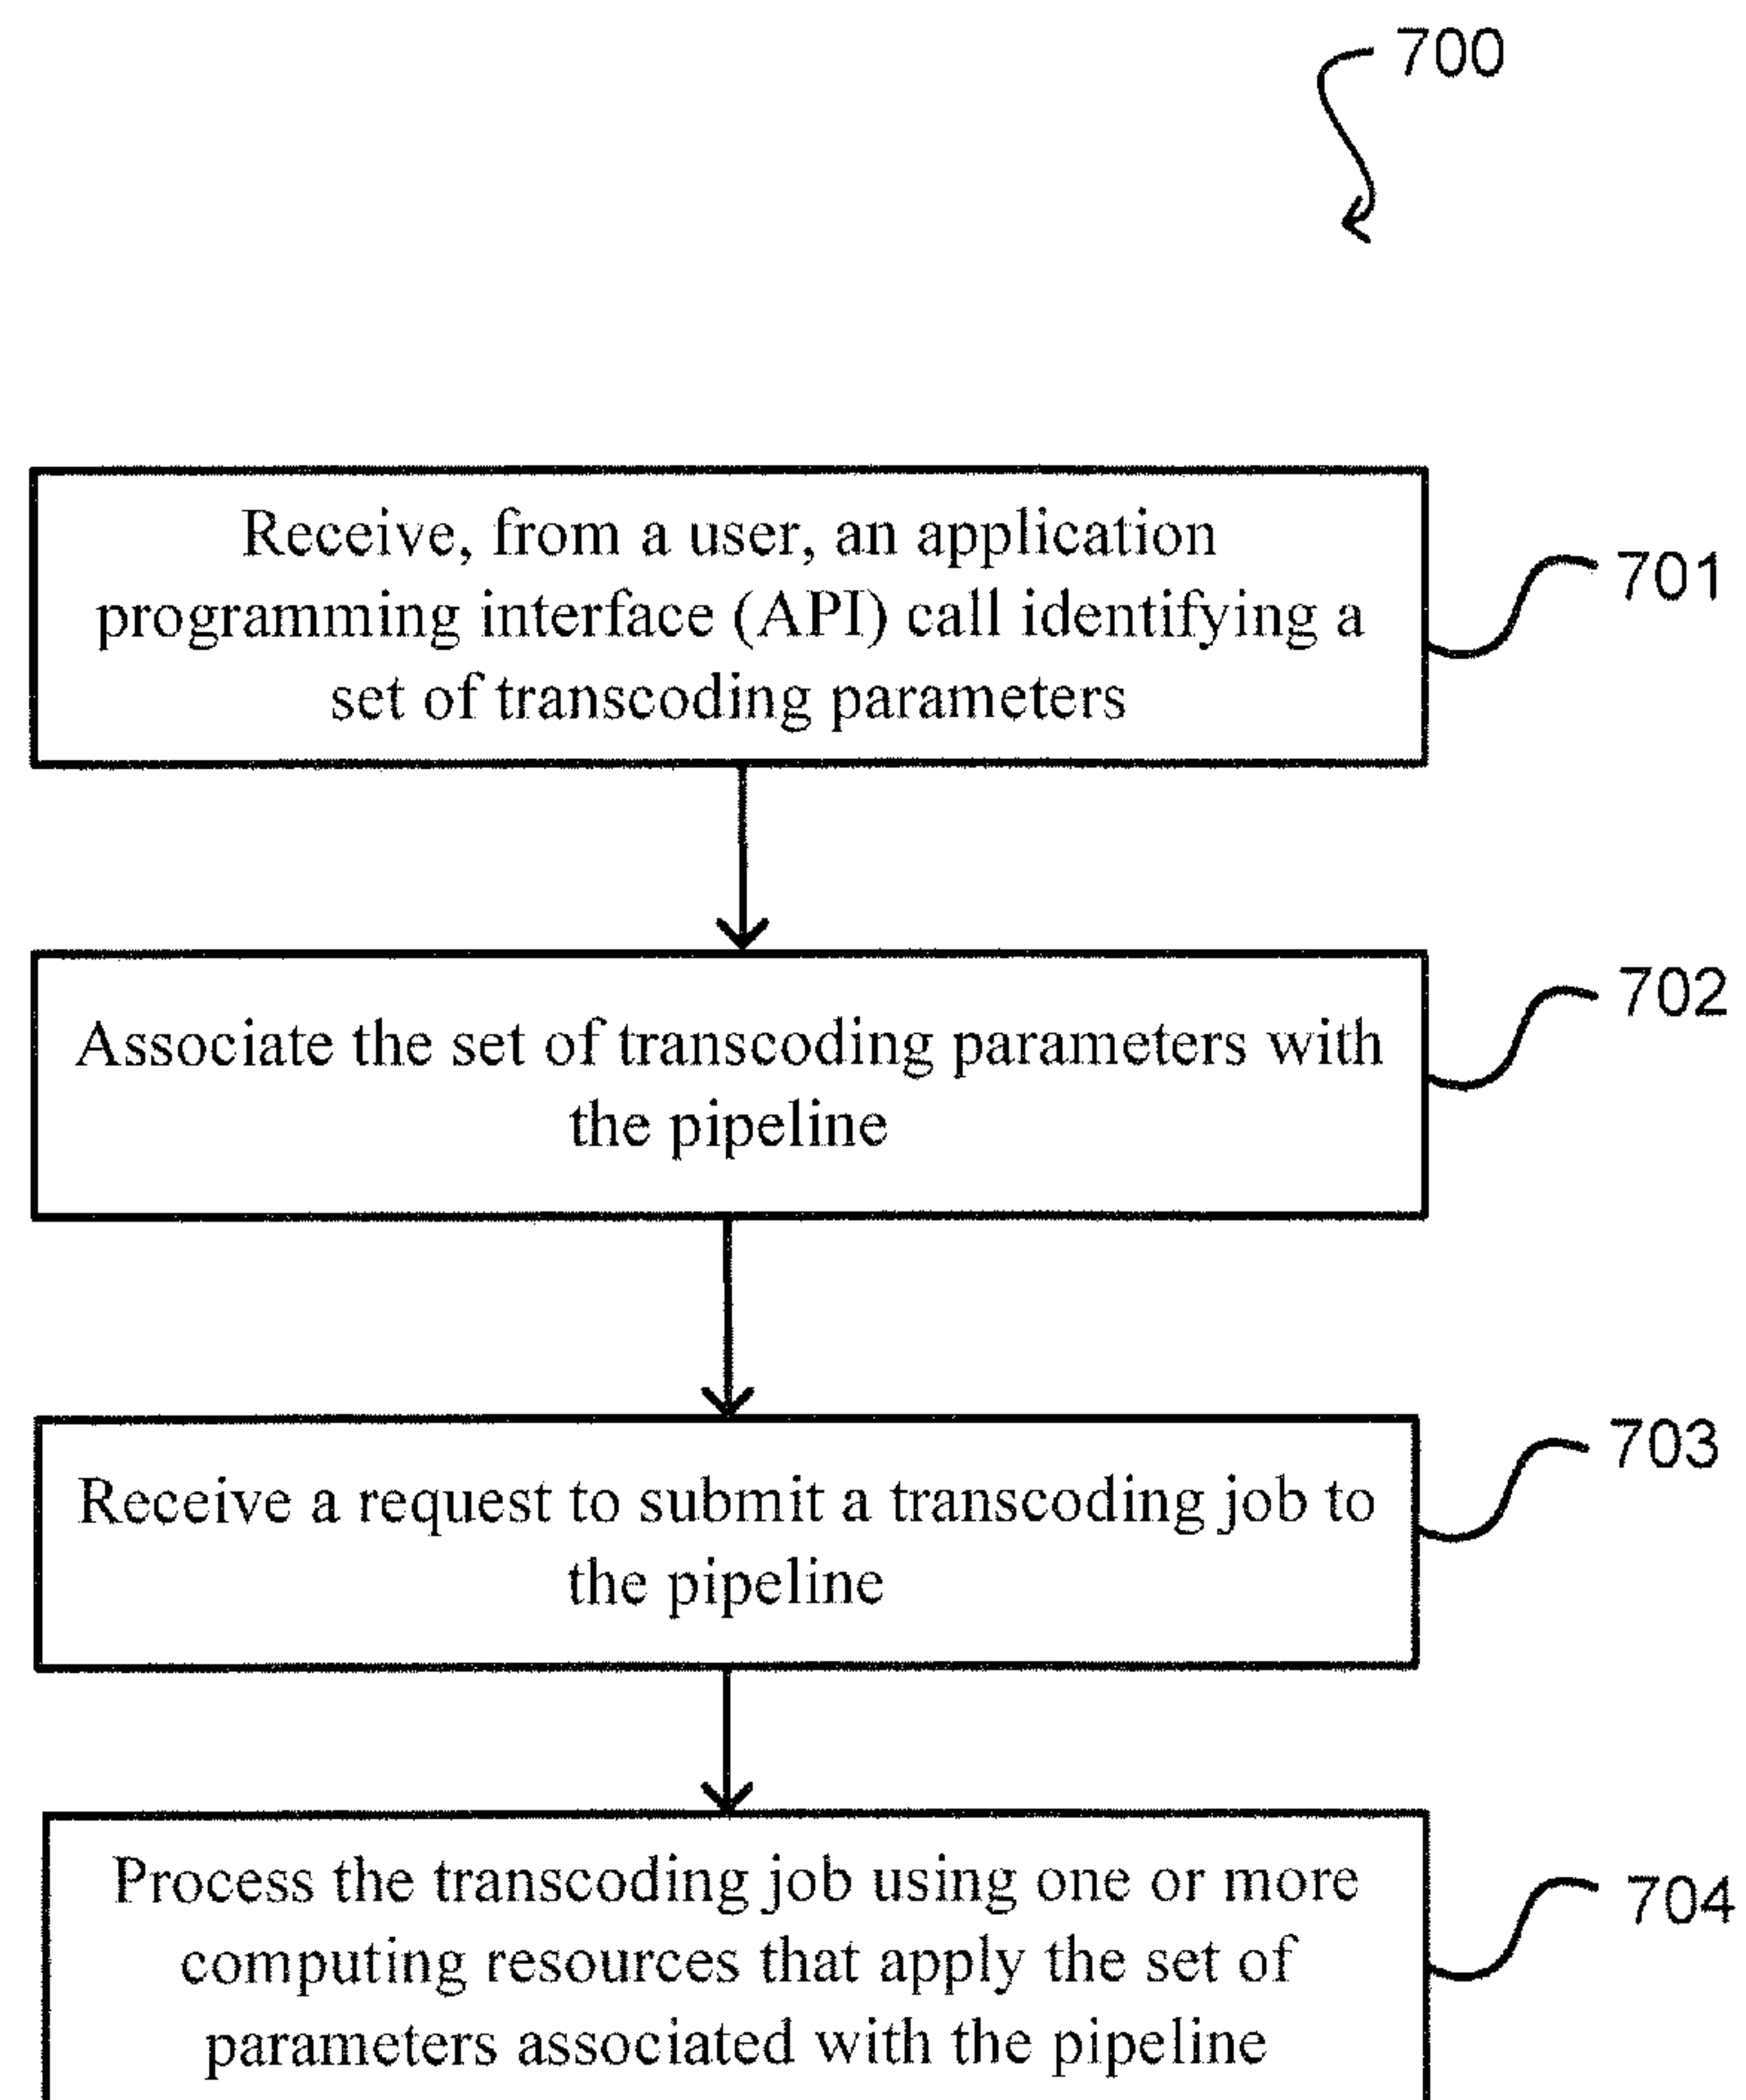 700
Receive, from a user, an application
programming interface (API) call identifying a
set of transcoding parameters
701
Associate the set of transcoding parameters with
the pipeline
702
Receive a request to submit a transcoding job to
the pipeline
703
Process the transcoding job using one or more
computing resources that apply the set of
parameters associated with the pipeline
704